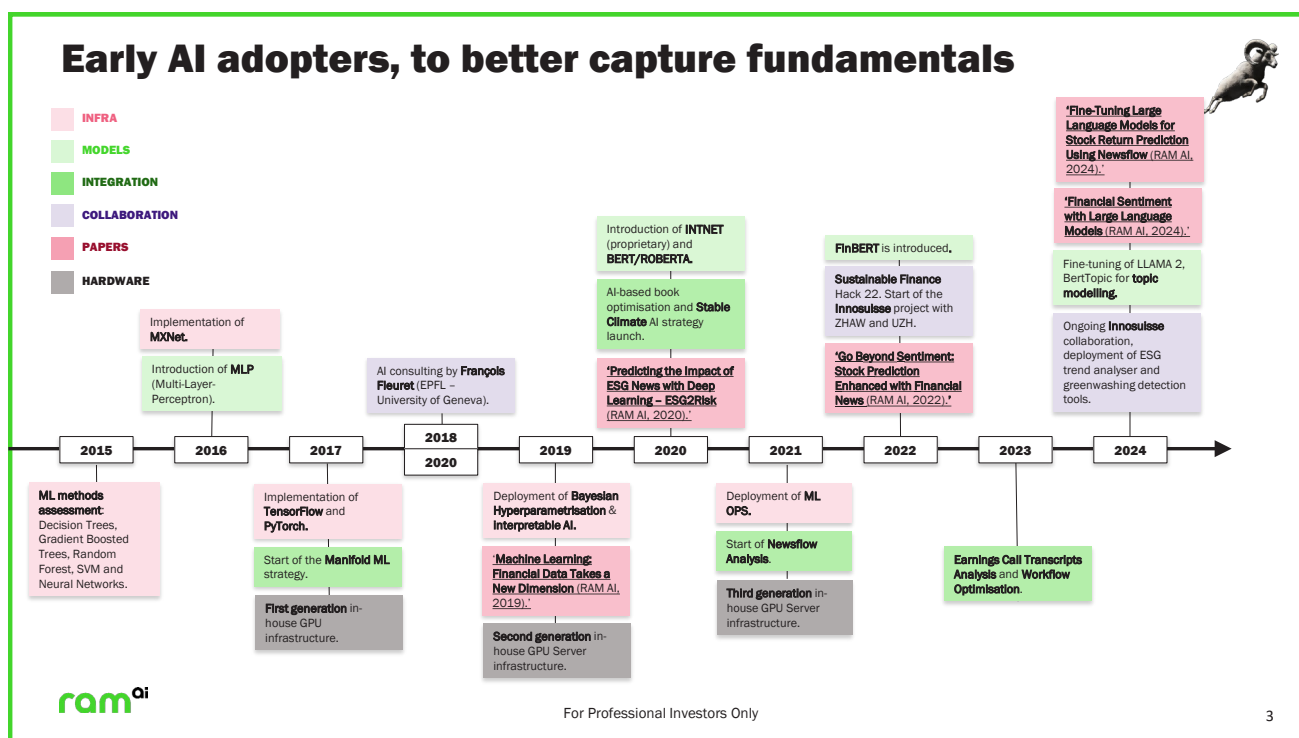 Early AI adopters, to better capture fundamentals
INFRA
MODELS
INTEGRATION
COLLABORATION
PAPERS
HARDWARE
Implementation of
MXNet.
Introduction of MLP
(Multi-Layer-
Perceptron).
AI consulting by François
Fleuret (EPFL –
University of Geneva).
Introduction of INTNET
(proprietary) and
BERT/ROBERTA.
AI-based book
optimisation and Stable
Climate AI strategy
launch.
‘Predicting the Impact of
ESG News with Deep
Learning – ESG2Risk
(RAM AI, 2020).’
FinBERT is introduced.
Sustainable Finance
Hack 22. Start of the
Innosuisse project with
ZHAW and UZH.
‘Go Beyond Sentiment:
Stock Prediction
Enhanced with Financial
News (RAM AI, 2022).’
‘Fine-Tuning Large
Language Models for
Stock Return Prediction
Using Newsflow (RAM AI,
2024).’
‘Financial Sentiment
with Large Language
Models (RAM AI, 2024).’
Fine-tuning of LLAMA 2,
BertTopic for topic
modelling.
Ongoing Innosuisse
collaboration,
deployment of ESG
trend analyser and
greenwashing detection
tools.
2015
2016
2017
2018
2020
2019
2020
2021
2022
2023
2024
ML methods
assessment:
Decision Trees,
Gradient Boosted
Trees, Random
Forest, SVM and
Neural Networks.
Implementation of
TensorFlow and
PyTorch.
Start of the Manifold ML
strategy.
First generation in-
house GPU
infrastructure.
Deployment of Bayesian
Hyperparametrisation &
Interpretable AI.
‘Machine Learning:
Financial Data Takes a
New Dimension (RAM AI,
2019).’
Second generation in-
house GPU Server
infrastructure.
Deployment of ML
OPS.
Start of Newsflow
Analysis.
Third generation in-
house GPU Server
infrastructure.
Earnings Call Transcripts
Analysis and Workflow
Optimisation.
ram ai
For Professional Investors Only
3